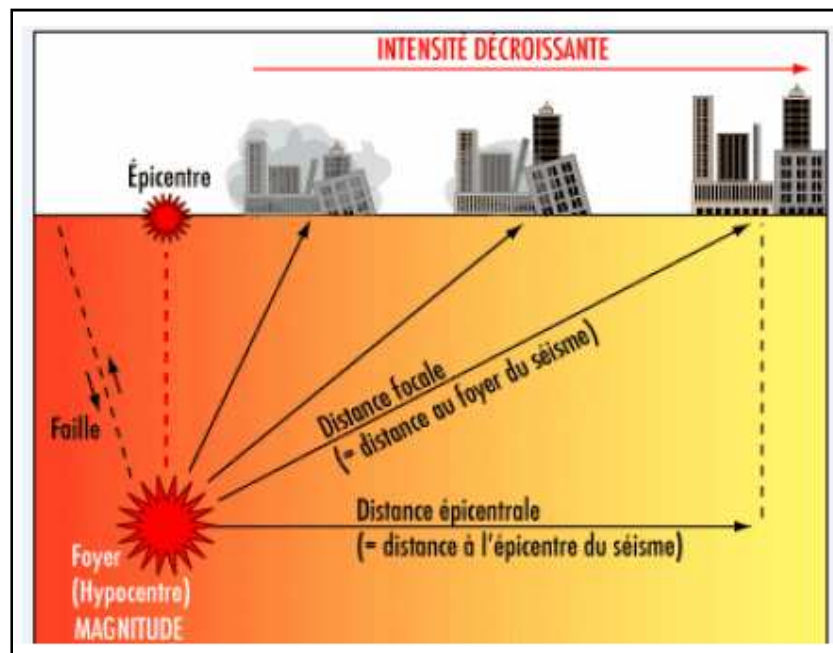 INTENSITÉ DÉCROISSANTE
Épicentre
Faille
Distance focale
(= distance au foyer du séisme)
Distance épicentrale
(= distance à l'épicentre du séisme)
Foyer
(Hypocentre)
MAGNITUDE